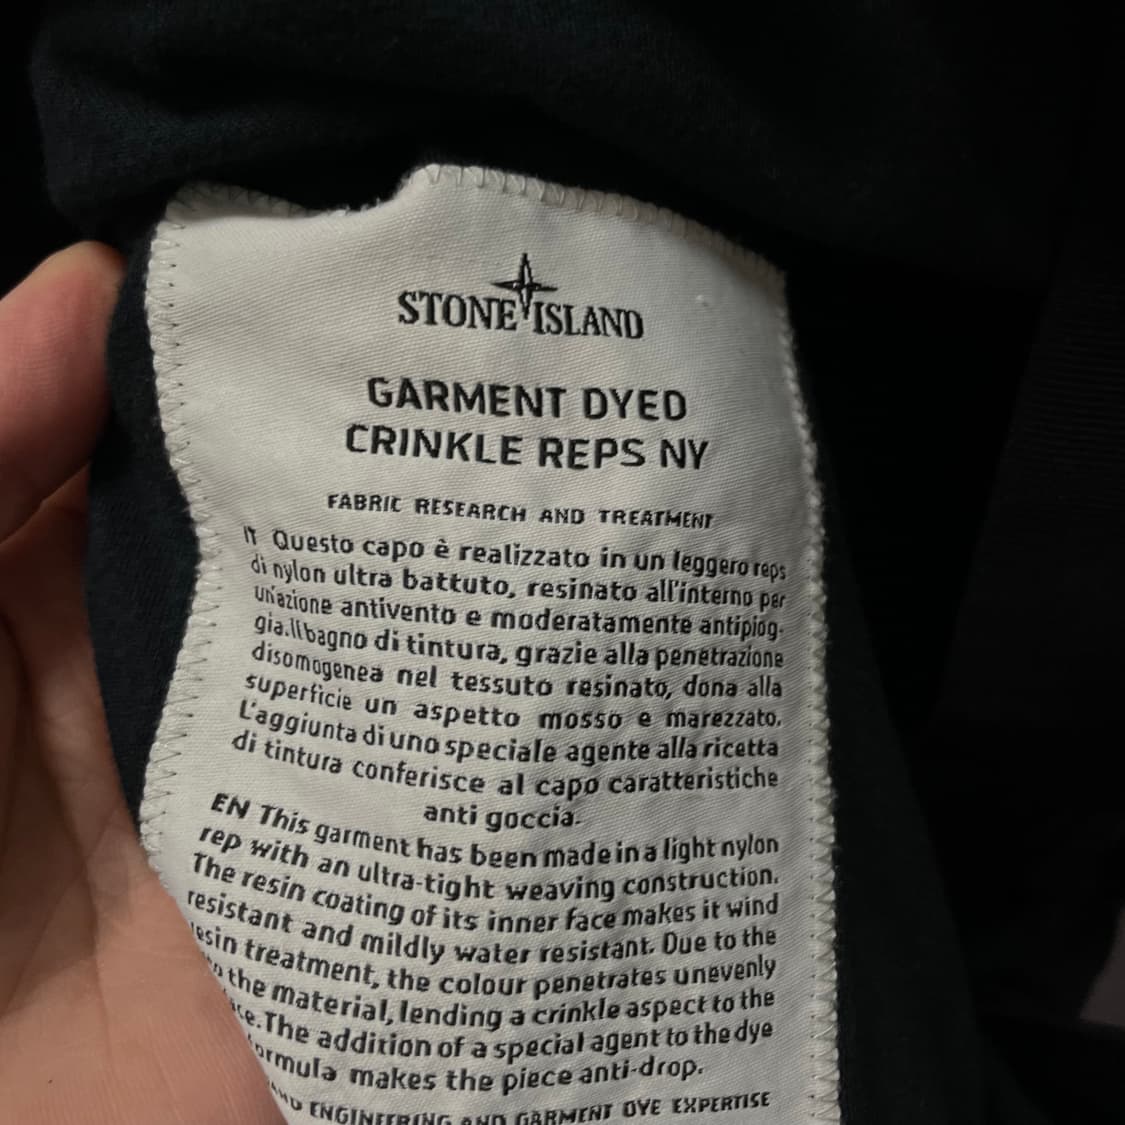 STONE ISLAND
GARMENT DYED
CRINKLE REPS NY
FABRIC RESEARCH AND TREATMENT
IT Questo capo è realizzato in un leggero reps
di nylon ultra battuto, resinato all'interno per
un'azione antivento e moderatamente antipiog-
gia.Il bagno di tintura, grazie alla penetrazione
disomogenea nel tessuto resinato, dona alla
superficie un aspetto mosso e marezzato.
L'aggiunta di uno speciale agente alla ricetta
di tintura conferisce al capo caratteristiche
anti goccia.
EN This garment has been made in a light nylon
rep with an ultra-tight weaving construction.
The resin coating of its inner face makes it wind
resistant and mildly water resistant. Due to the
resin treatment, the colour penetrates unevenly
the material, lending a crinkle aspect to the
The addition of a special agent to the dye
formula makes the piece anti-drop.
AND ENGINEERING AND GARMENT DYE EXPERTISE